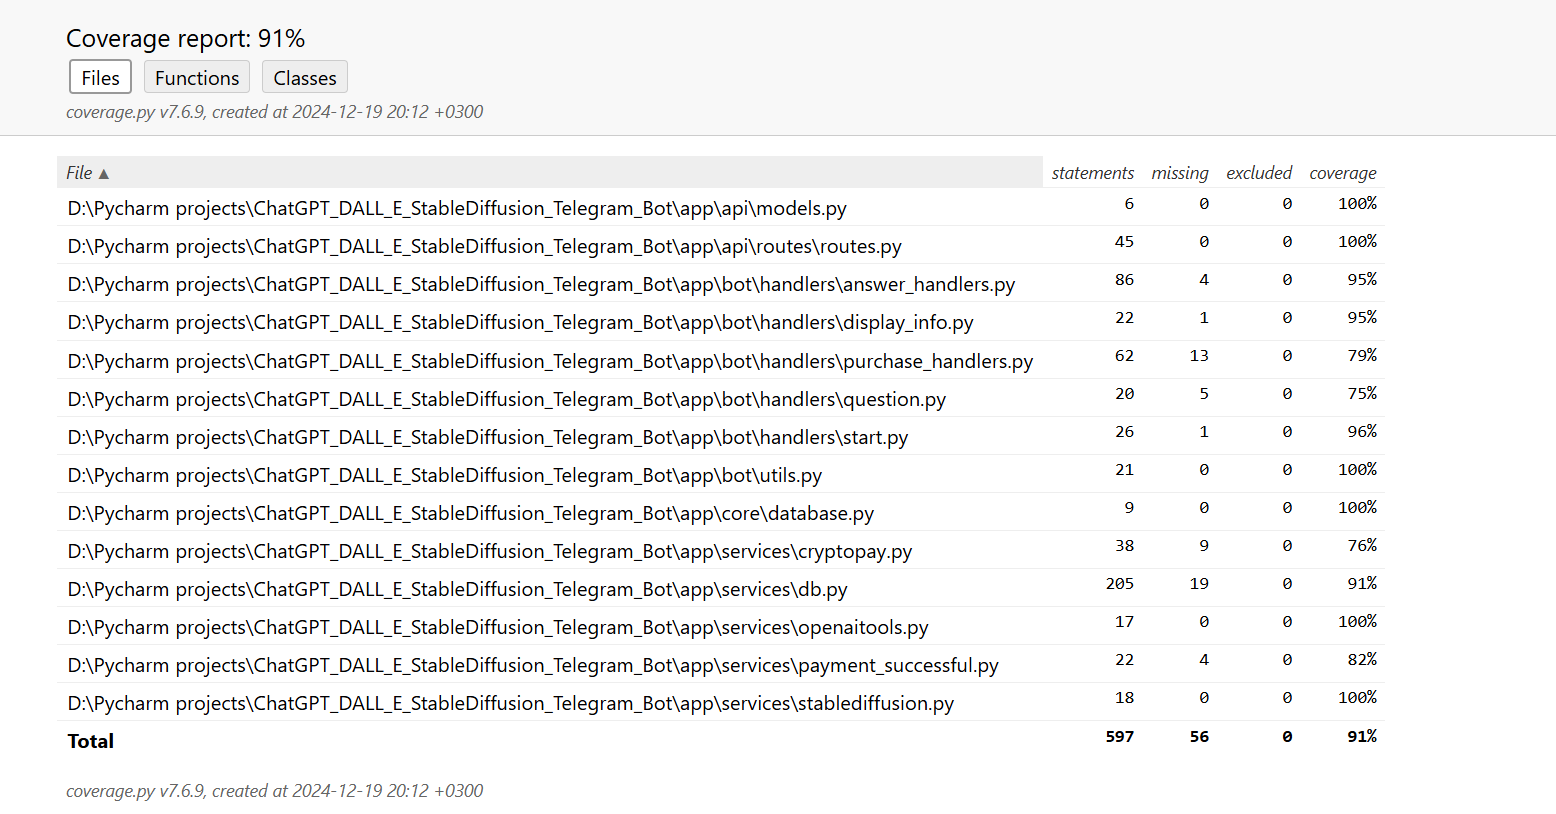 Coverage report: 91%
Files Functions Classes
coverage.py v7.6.9, created at 2024-12-19 20:12 +0300
File ▲ statements missing excluded coverage
D:\Pycharm projects\ChatGPT_DALL_E_StableDiffusion_Telegram_Bot\app\api\models.py 6 0 0 100%
D:\Pycharm projects\ChatGPT_DALL_E_StableDiffusion_Telegram_Bot\app\api\routes\routes.py 45 0 0 100%
D:\Pycharm projects\ChatGPT_DALL_E_StableDiffusion_Telegram_Bot\app\bot\handlers\answer_handlers.py 86 4 0 95%
D:\Pycharm projects\ChatGPT_DALL_E_StableDiffusion_Telegram_Bot\app\bot\handlers\display_info.py 22 1 0 95%
D:\Pycharm projects\ChatGPT_DALL_E_StableDiffusion_Telegram_Bot\app\bot\handlers\purchase_handlers.py 62 13 0 79%
D:\Pycharm projects\ChatGPT_DALL_E_StableDiffusion_Telegram_Bot\app\bot\handlers\question.py 20 5 0 75%
D:\Pycharm projects\ChatGPT_DALL_E_StableDiffusion_Telegram_Bot\app\bot\handlers\start.py 26 1 0 96%
D:\Pycharm projects\ChatGPT_DALL_E_StableDiffusion_Telegram_Bot\app\bot\utils.py 21 0 0 100%
D:\Pycharm projects\ChatGPT_DALL_E_StableDiffusion_Telegram_Bot\app\core\database.py 9 0 0 100%
D:\Pycharm projects\ChatGPT_DALL_E_StableDiffusion_Telegram_Bot\app\services\cryptopay.py 38 9 0 76%
D:\Pycharm projects\ChatGPT_DALL_E_StableDiffusion_Telegram_Bot\app\services\db.py 205 19 0 91%
D:\Pycharm projects\ChatGPT_DALL_E_StableDiffusion_Telegram_Bot\app\services\openaitools.py 17 0 0 100%
D:\Pycharm projects\ChatGPT_DALL_E_StableDiffusion_Telegram_Bot\app\services\payment_successful.py 22 4 0 82%
D:\Pycharm projects\ChatGPT_DALL_E_StableDiffusion_Telegram_Bot\app\services\stablediffusion.py 18 0 0 100%
Total 597 56 0 91%
coverage.py v7.6.9, created at 2024-12-19 20:12 +0300